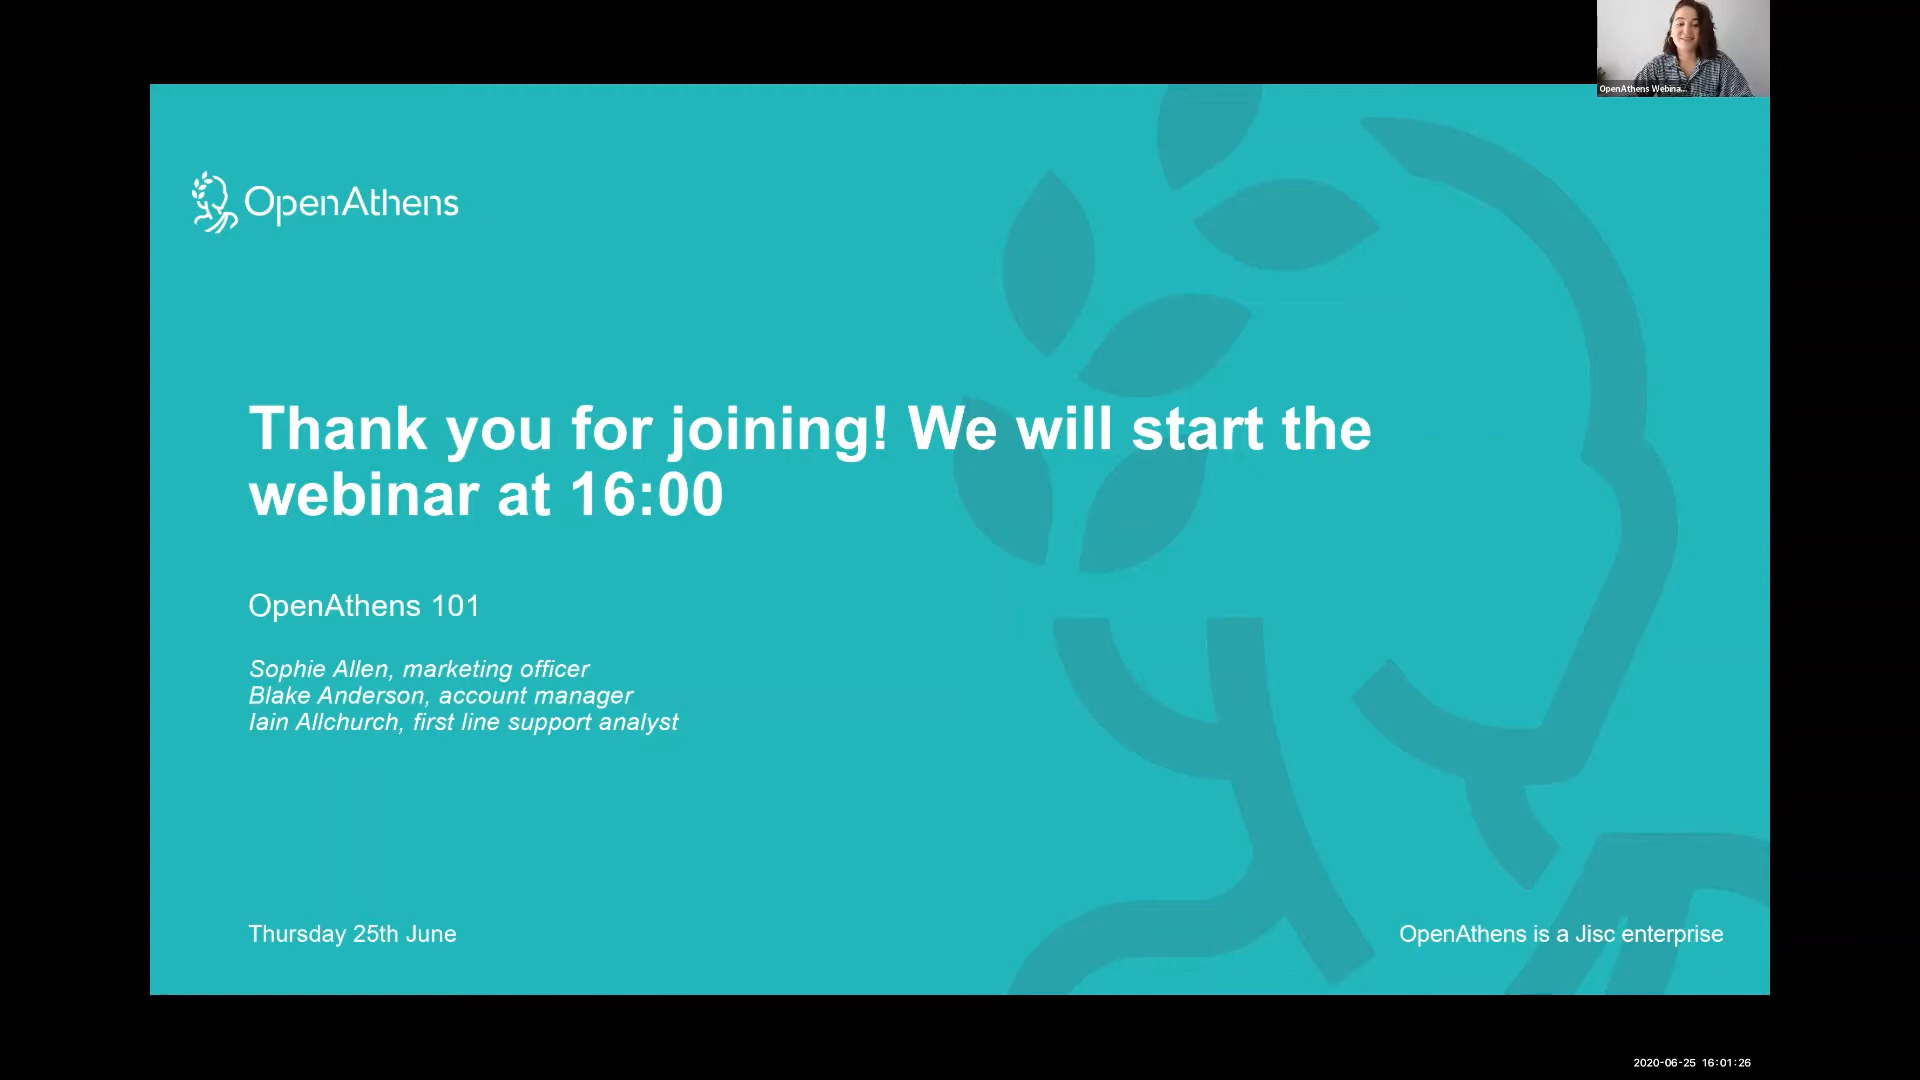 OpenAthens Webina...
OpenAthens
Thank you for joining! We will start the
webinar at 16:00
OpenAthens 101
Sophie Allen, marketing officer
Blake Anderson, account manager
Iain Allchurch, first line support analyst
Thursday 25th June
OpenAthens is a Jisc enterprise
2020-06-25 16:01:26